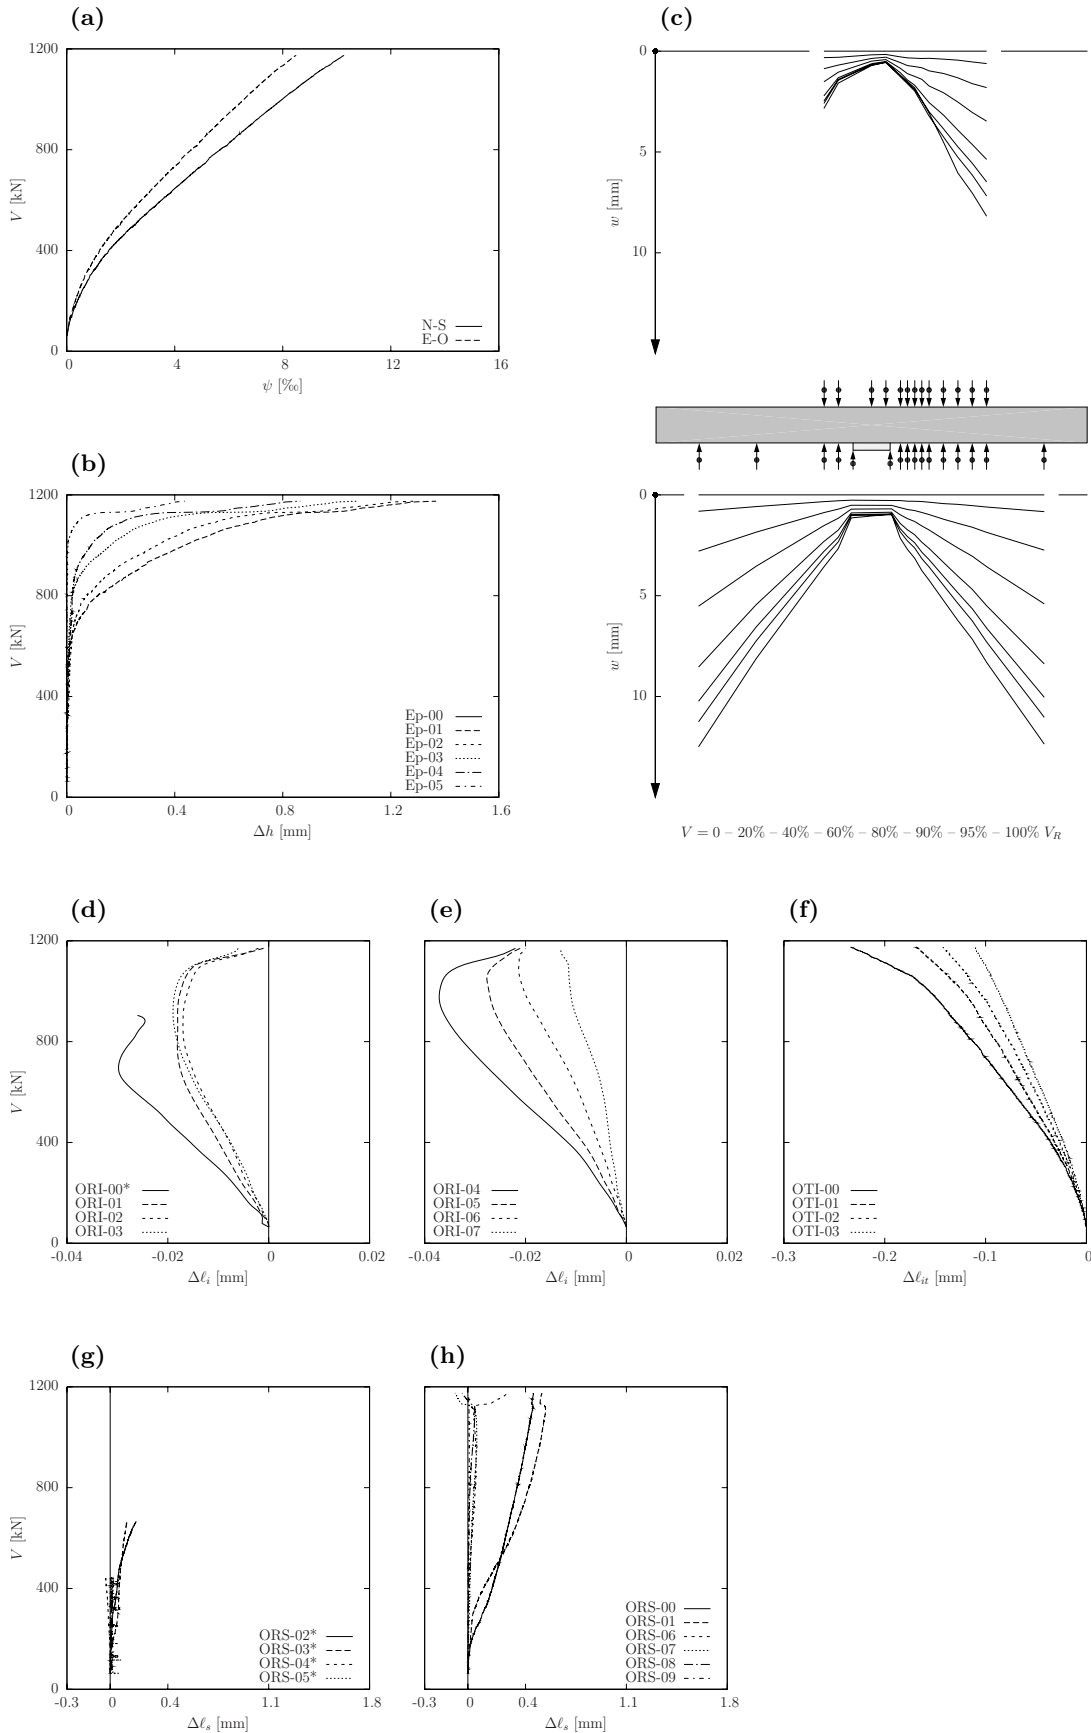 (a)
1200
800
400
0
V [kN]
N-S
E-O
0 4 8 12 16
ψ [‰]
(c)
0
5
10
w [mm]
(b)
1200
800
400
0
V [kN]
Ep-00
Ep-01
Ep-02
Ep-03
Ep-04
Ep-05
0 0.4 0.8 1.2 1.6
Δh [mm]
0
5
10
w [mm]
V = 0 – 20% – 40% – 60% – 80% – 90% – 95% – 100% V_R
(d)
1200
800
400
0
V [kN]
ORI-00*
ORI-01
ORI-02
ORI-03
-0.04 -0.02 0 0.02
Δℓ_i [mm]
(e)
ORI-04
ORI-05
ORI-06
ORI-07
-0.04 -0.02 0 0.02
Δℓ_i [mm]
(f)
OTI-00
OTI-01
OTI-02
OTI-03
-0.3 -0.2 -0.1 0
Δℓ_it [mm]
(g)
1200
800
400
0
V [kN]
ORS-02*
ORS-03*
ORS-04*
ORS-05*
-0.3 0 0.4 1.1 1.8
Δℓ_s [mm]
(h)
ORS-00
ORS-01
ORS-06
ORS-07
ORS-08
ORS-09
-0.3 0 0.4 1.1 1.8
Δℓ_s [mm]